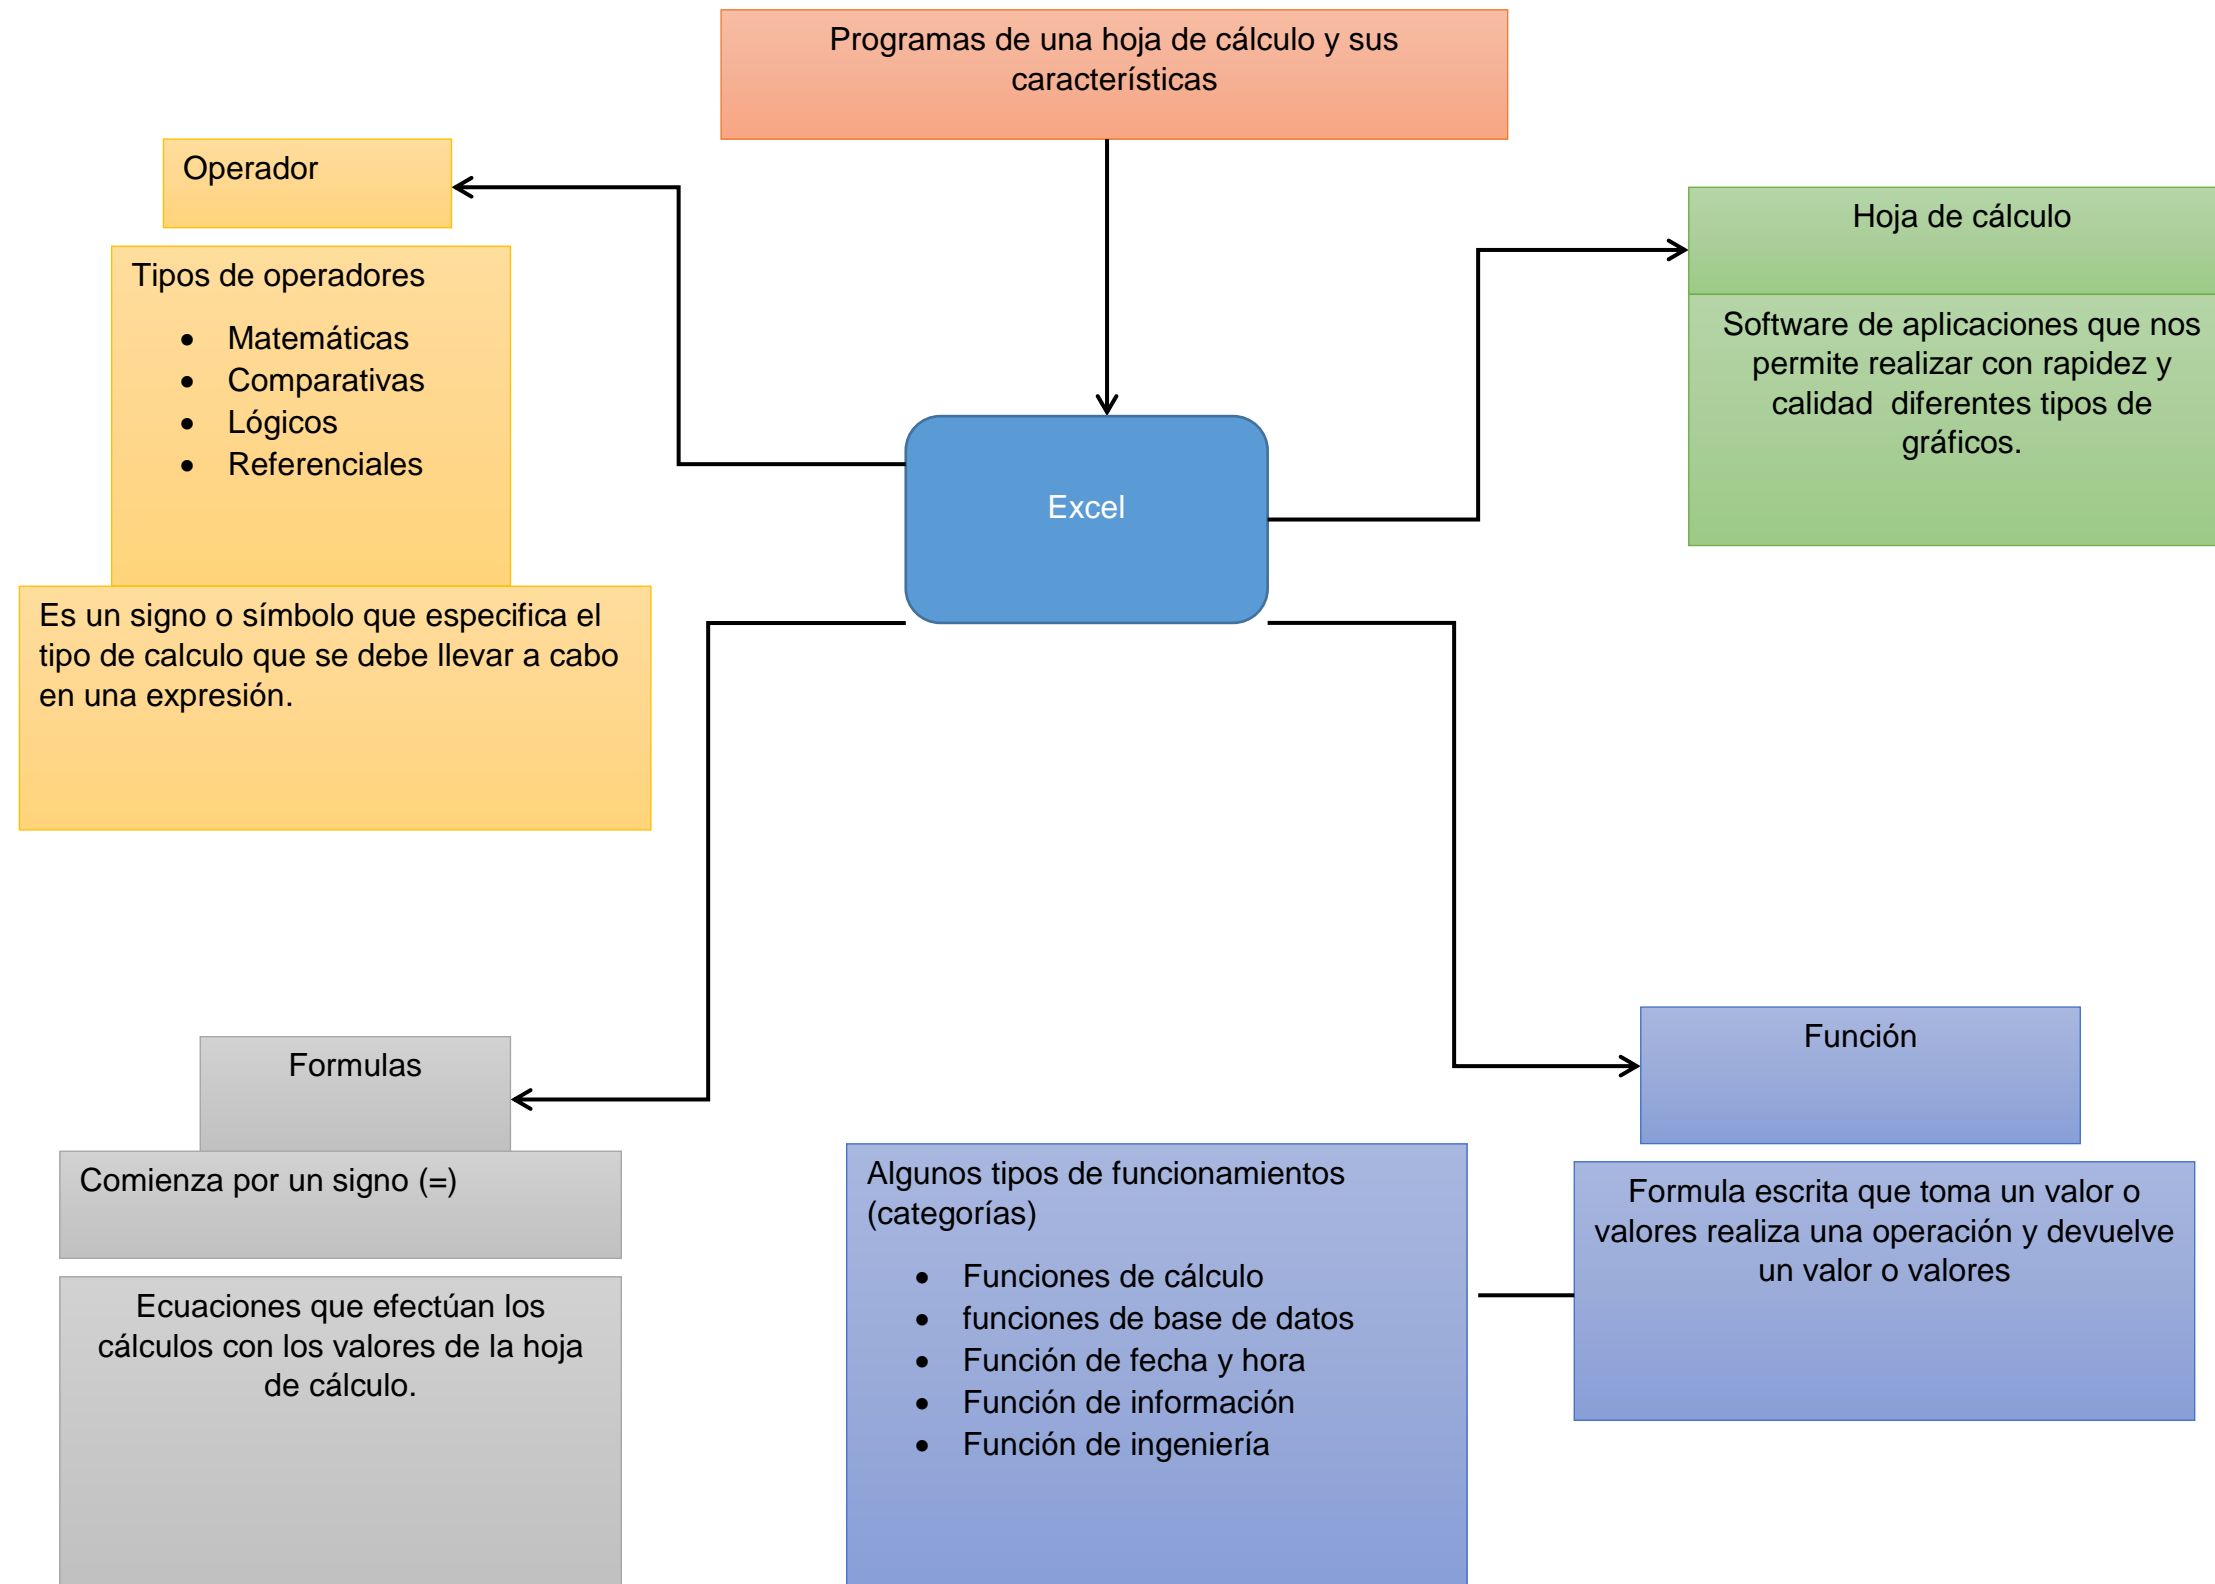 Programas de una hoja de cálculo y sus
características
Operador
Tipos de operadores
• Matemáticas
• Comparativas
• Lógicos
• Referenciales
Es un signo o símbolo que especifica el
tipo de calculo que se debe llevar a cabo
en una expresión.
Excel
Hoja de cálculo
Software de aplicaciones que nos
permite realizar con rapidez y
calidad  diferentes tipos de
gráficos.
Formulas
Comienza por un signo (=)
Ecuaciones que efectúan los
cálculos con los valores de la hoja
de cálculo.
Función
Formula escrita que toma un valor o
valores realiza una operación y devuelve
un valor o valores
Algunos tipos de funcionamientos
(categorías)
• Funciones de cálculo
• funciones de base de datos
• Función de fecha y hora
• Función de información
• Función de ingeniería